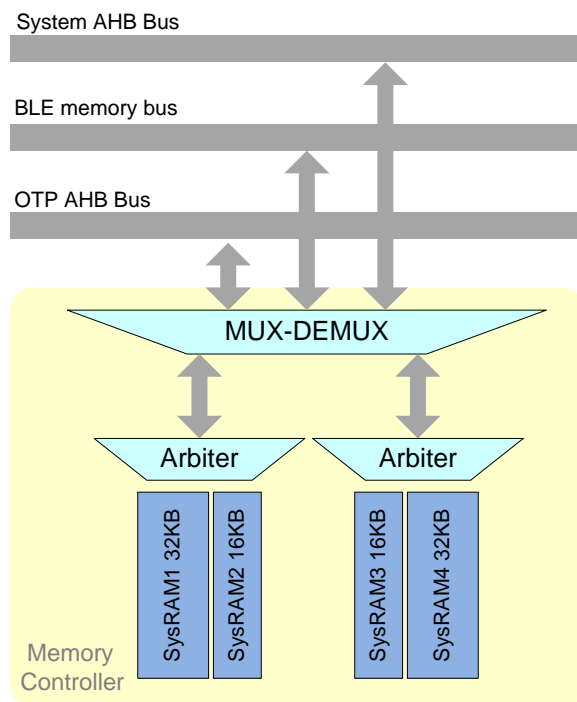 System AHB Bus
BLE memory bus
OTP AHB Bus
MUX-DEMUX
Arbiter
Arbiter
SysRAM1 32KB
SysRAM2 16KB
SysRAM3 16KB
SysRAM4 32KB
Memory
Controller